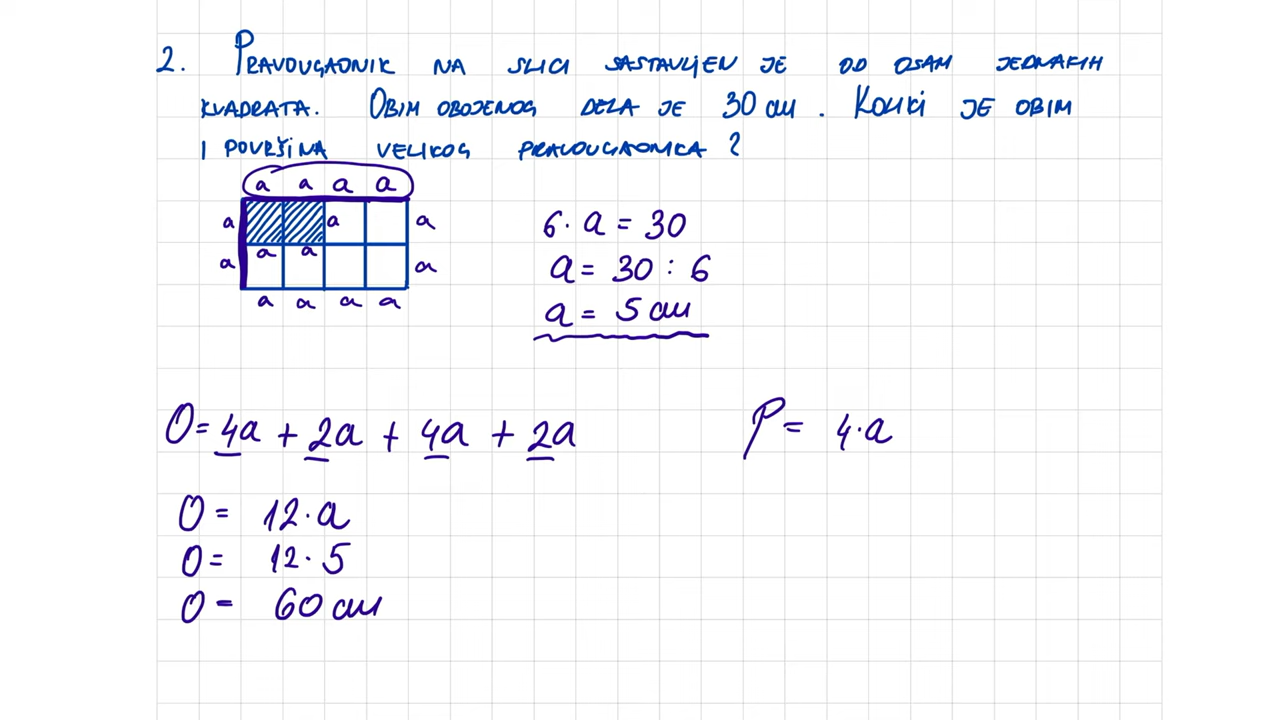 2. PRAVOUGAONIK NA SLICI SASTAVLJEN JE OD OSAM JEDNAKIH
KVADRATA. OBIM OBOJENOG DELA JE 30 cm. KOLIKI JE OBIM
I POVRŠINA VELIKOG PRAVOUGAONIKA?
a a a a
a a a
a a a a
a a a a
6 · a = 30
a = 30 : 6
a = 5 cm
O = 4a + 2a + 4a + 2a
O = 12 · a
O = 12 · 5
O = 60 cm
P = 4 · a